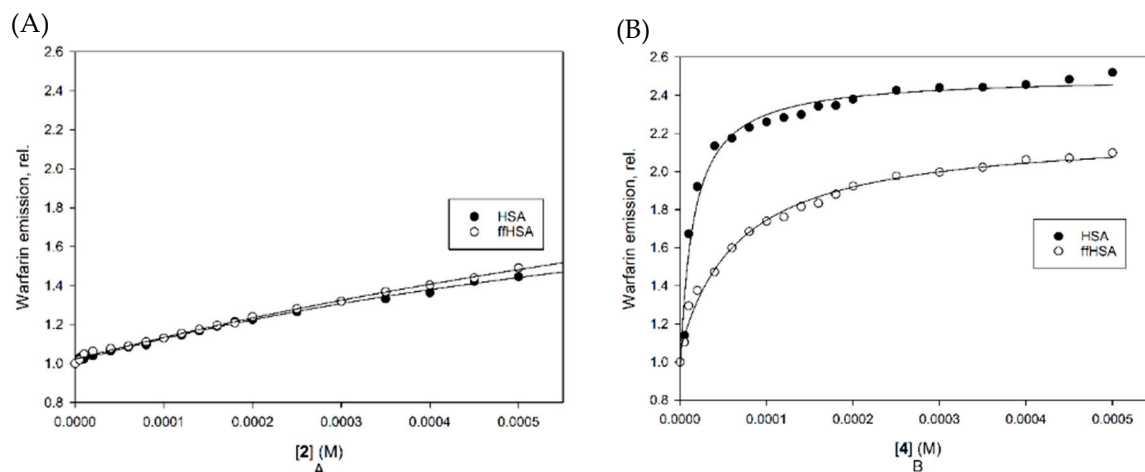 (A)
2.6
2.4
2.2
2.0
1.8
1.6
1.4
1.2
1.0
0.8
Warfarin emission, rel.
HSA
ffHSA
0.0000 0.0001 0.0002 0.0003 0.0004 0.0005
[2] (M)
A
(B)
2.6
2.4
2.2
2.0
1.8
1.6
1.4
1.2
1.0
0.8
Warfarin emission, rel.
HSA
ffHSA
0.0000 0.0001 0.0002 0.0003 0.0004 0.0005
[4] (M)
B